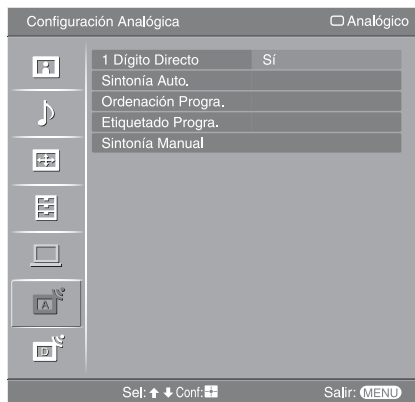 Configuración Analógica Analógico
1 Dígito Directo Sí
Sintonía Auto.
Ordenación Progra.
Etiquetado Progra.
Sintonía Manual
A
D
Sel: Conf: Salir: MENU